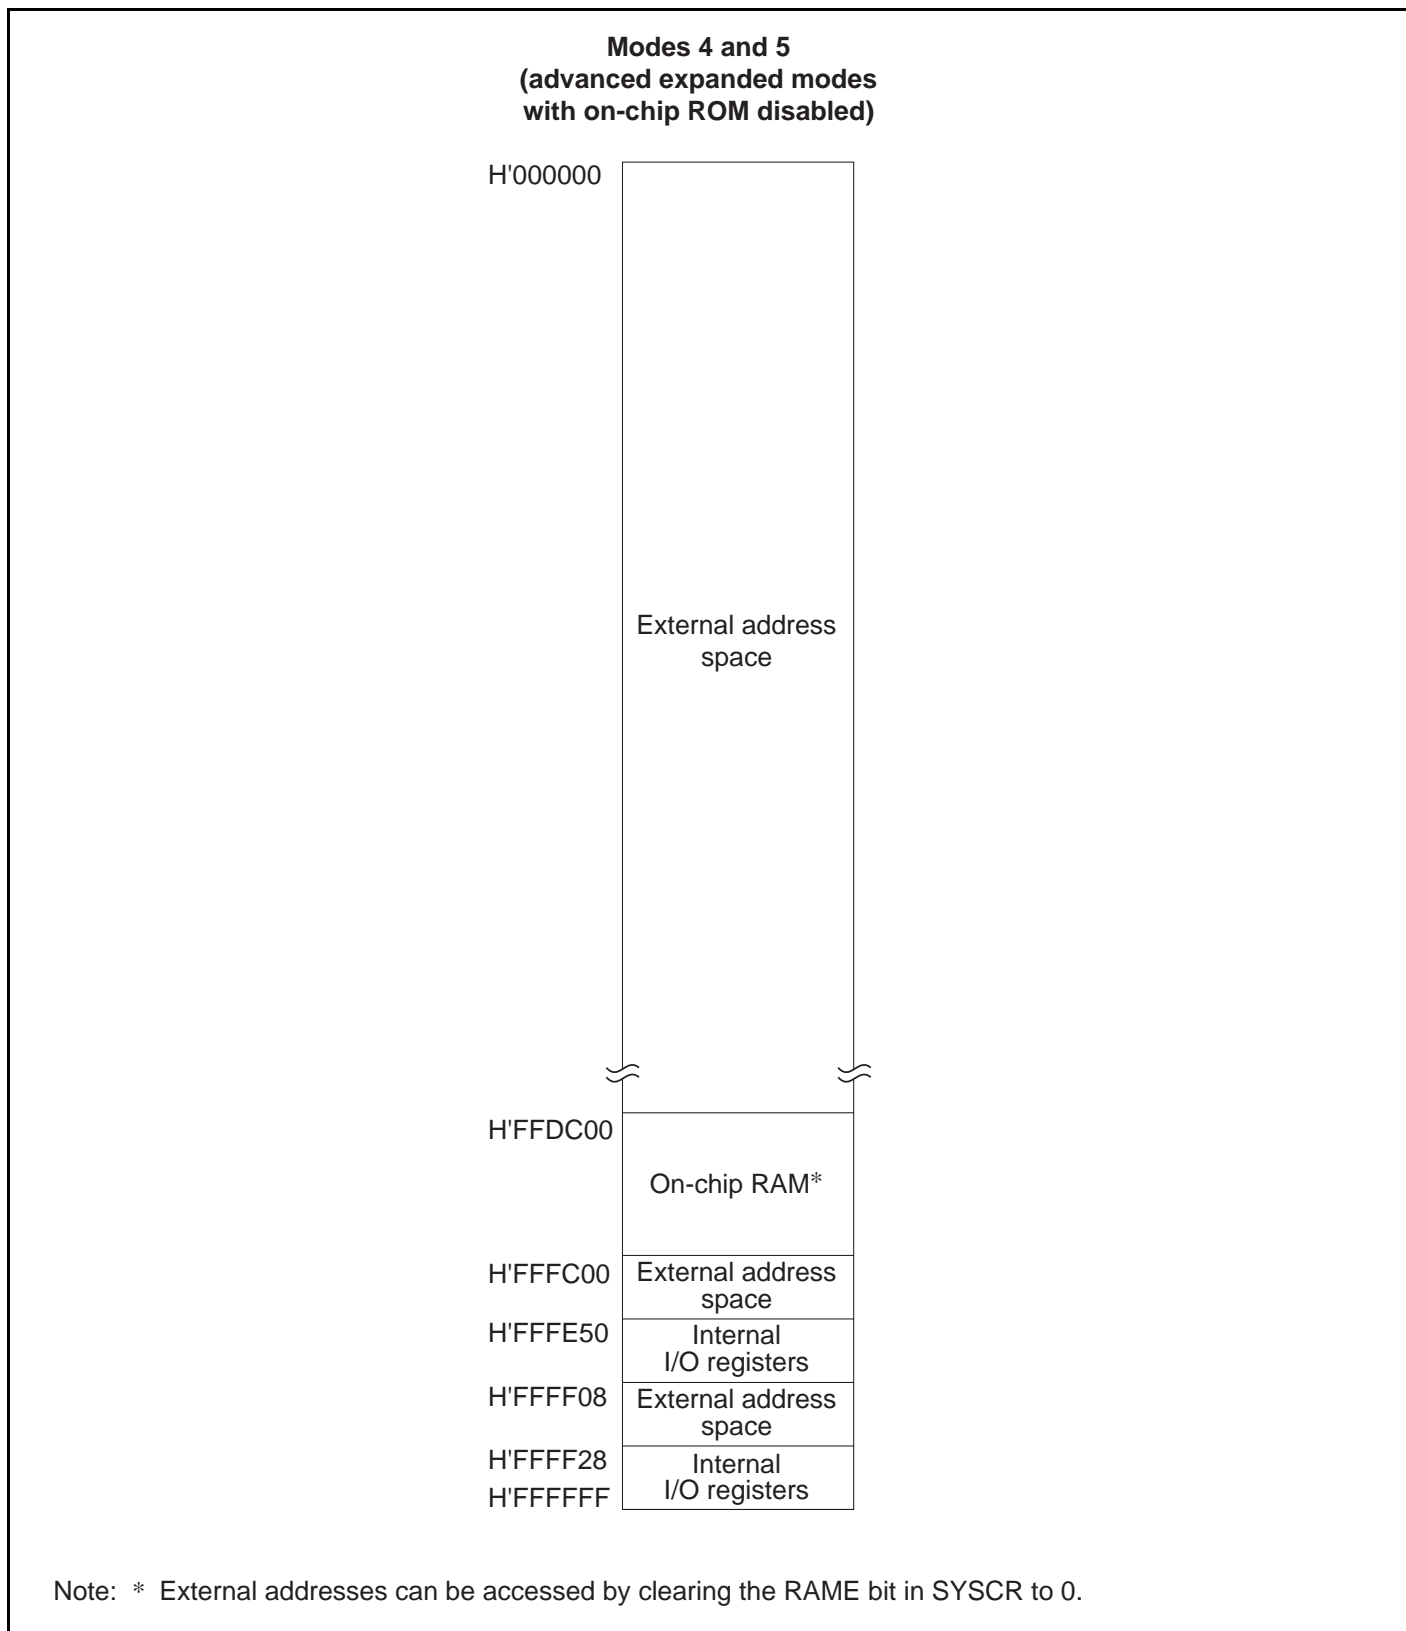 Modes 4 and 5
(advanced expanded modes
with on-chip ROM disabled)
H'000000
External address
space
H'FFDC00
On-chip RAM*
H'FFFC00
External address
space
H'FFFE50
Internal
I/O registers
H'FFFF08
External address
space
H'FFFF28
Internal
I/O registers
H'FFFFFF
Note: * External addresses can be accessed by clearing the RAME bit in SYSCR to 0.